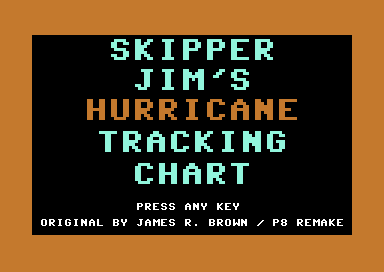 SKIPPER
JIM'S
HURRICANE
TRACKING
CHART
PRESS ANY KEY
ORIGINAL BY JAMES R. BROWN / P8 REMAKE